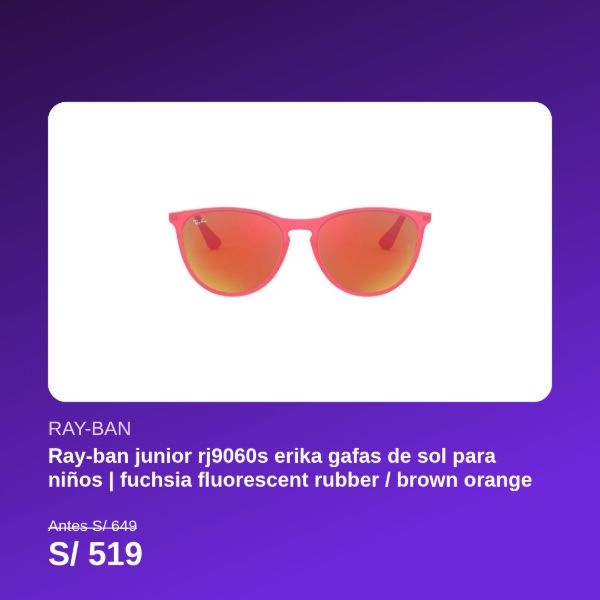 RAY-BAN
Ray-ban junior rj9060s erika gafas de sol para
niños | fuchsia fluorescent rubber / brown orange
Antes S/ 649
S/ 519